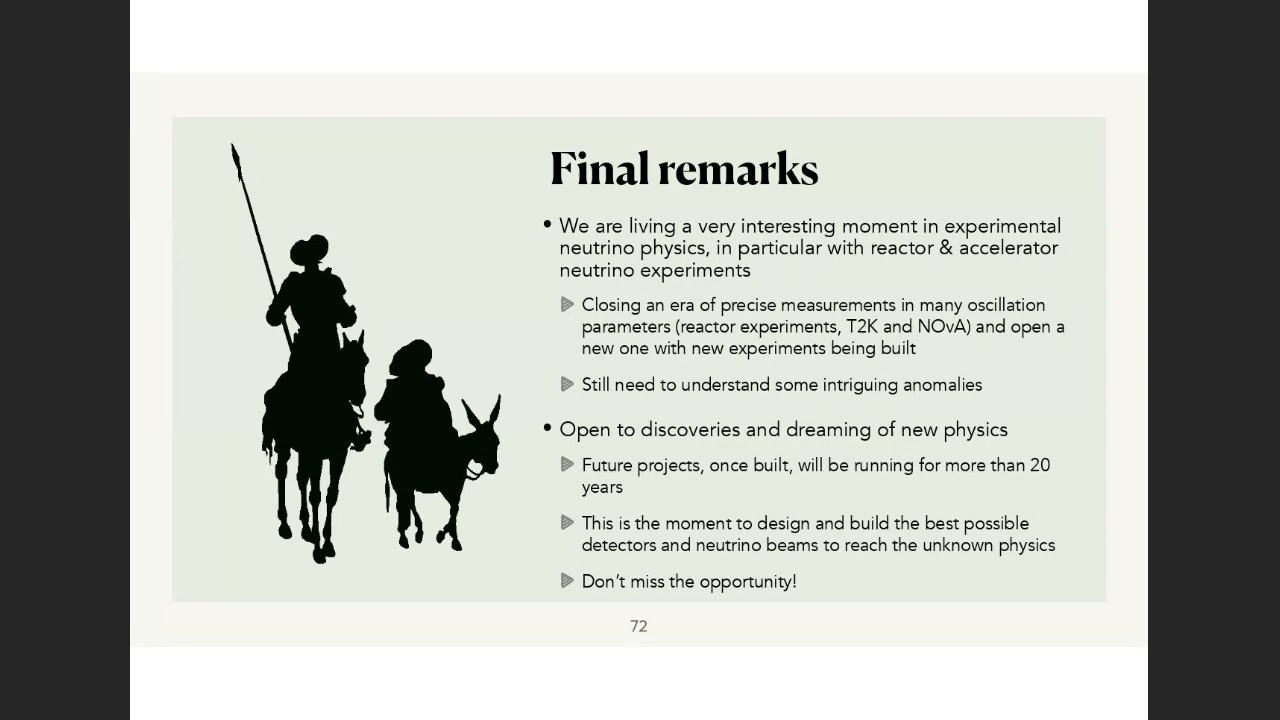 Final remarks
• We are living a very interesting moment in experimental
neutrino physics, in particular with reactor & accelerator
neutrino experiments
Closing an era of precise measurements in many oscillation
parameters (reactor experiments, T2K and NOvA) and open a
new one with new experiments being built
Still need to understand some intriguing anomalies
• Open to discoveries and dreaming of new physics
Future projects, once built, will be running for more than 20
years
This is the moment to design and build the best possible
detectors and neutrino beams to reach the unknown physics
Don’t miss the opportunity!
72